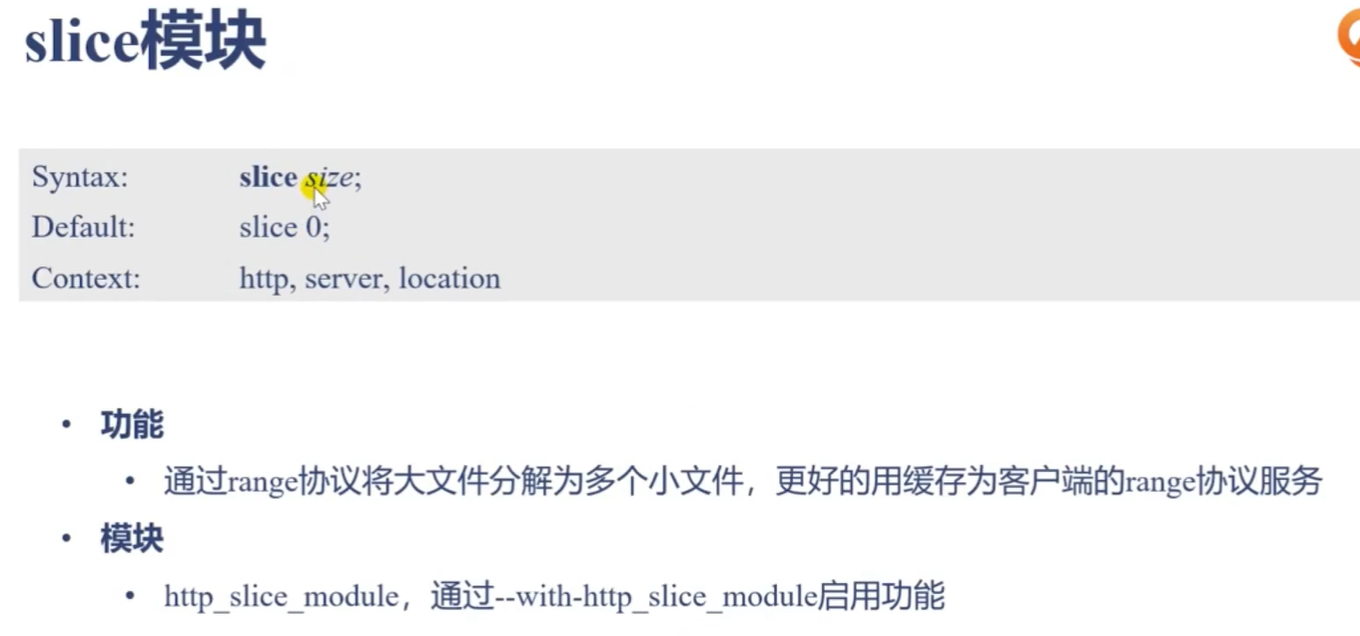 slice模块
Syntax: slice size;
Default: slice 0;
Context: http, server, location
• 功能
• 通过range协议将大文件分解为多个小文件，更好的用缓存为客户端的range协议服务
• 模块
• http_slice_module，通过--with-http_slice_module启用功能